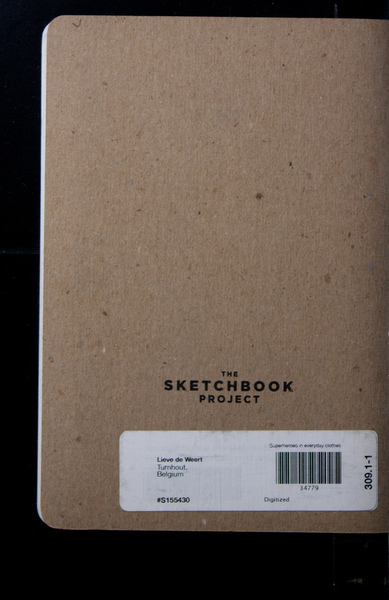 THE
SKETCHBOOK
PROJECT
Superheroes in everyday clothes
Lieve de Weert
Turnhout,
Belgium
34779
309.1-1
#S155430
Digitized